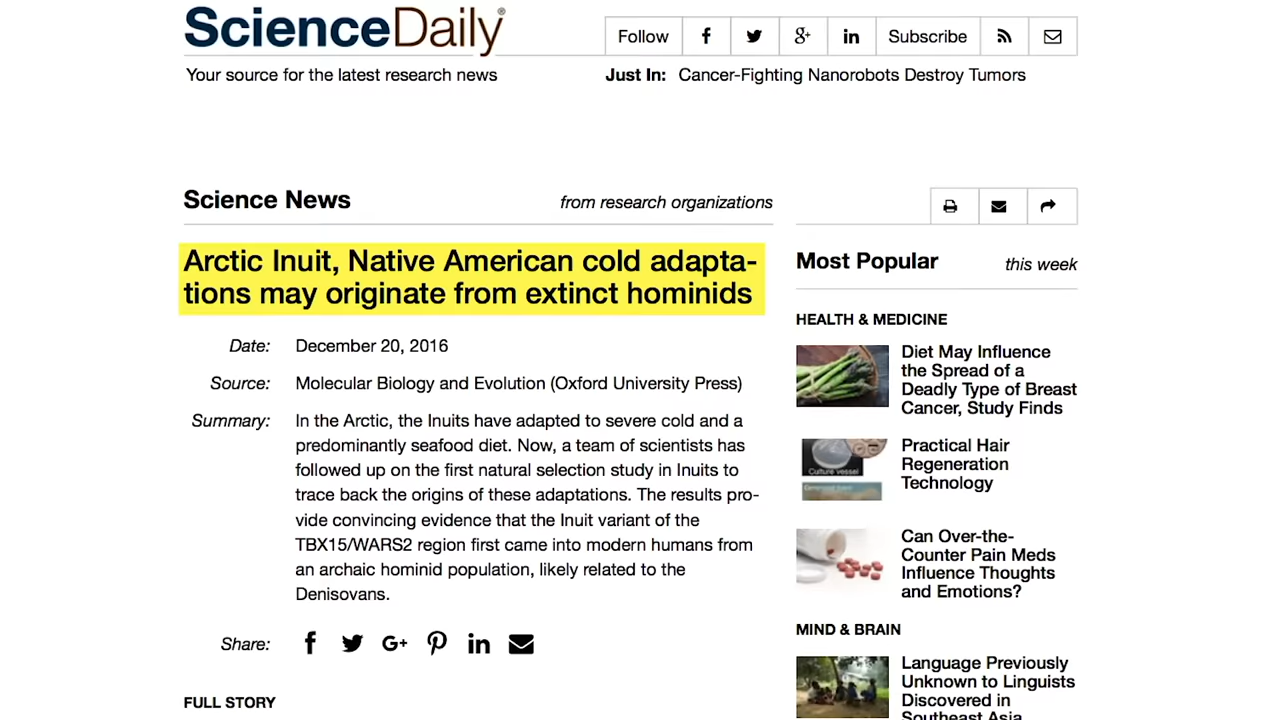 ScienceDaily®
Follow
8+
in
Subscribe
Your source for the latest research news
Just In: Cancer-Fighting Nanorobots Destroy Tumors
Science News
from research organizations
Arctic Inuit, Native American cold adapta-
tions may originate from extinct hominids
Date: December 20, 2016
Source: Molecular Biology and Evolution (Oxford University Press)
Summary: In the Arctic, the Inuits have adapted to severe cold and a
predominantly seafood diet. Now, a team of scientists has
followed up on the first natural selection study in Inuits to
trace back the origins of these adaptations. The results pro-
vide convincing evidence that the Inuit variant of the
TBX15/WARS2 region first came into modern humans from
an archaic hominid population, likely related to the
Denisovans.
Share: f G+ in
FULL STORY
Most Popular
this week
HEALTH & MEDICINE
Diet May Influence
the Spread of a
Deadly Type of Breast
Cancer, Study Finds
Culture vessel
Practical Hair
Regeneration
Technology
Can Over-the-
Counter Pain Meds
Influence Thoughts
and Emotions?
MIND & BRAIN
Language Previously
Unknown to Linguists
Discovered in
Southeast Asia